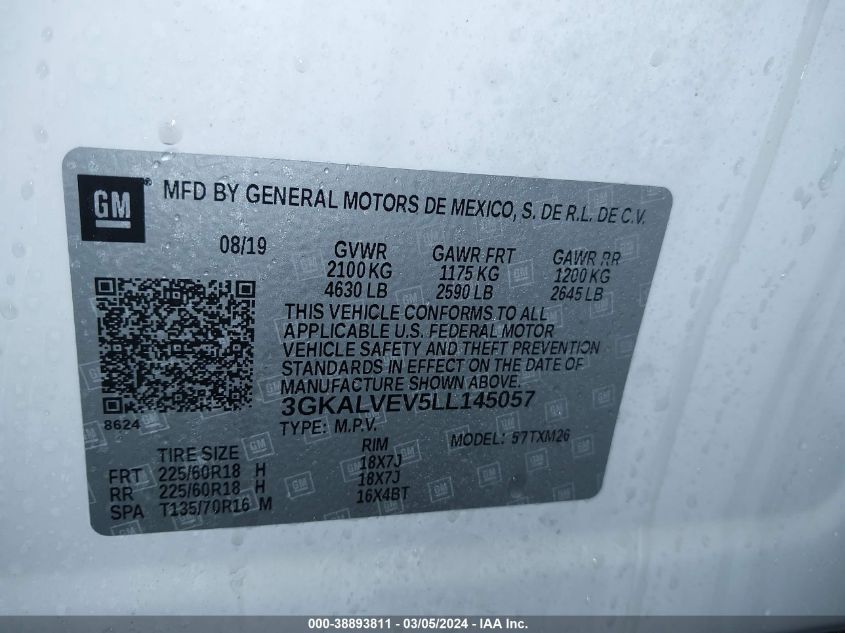 GM® MFD BY GENERAL MOTORS DE MEXICO, S. DE R.L. DE C.V.
08/19 GVWR GAWR FRT GAWR RR
2100 KG 1175 KG 1200 KG
4630 LB 2590 LB 2645 LB
THIS VEHICLE CONFORMS TO ALL
APPLICABLE U.S. FEDERAL MOTOR
VEHICLE SAFETY AND THEFT PREVENTION
STANDARDS IN EFFECT ON THE DATE OF
MANUFACTURE SHOWN ABOVE.
8624
3GKALVEV5LL145057
TYPE: M.P.V. MODEL: 57TXM26
TIRE SIZE RIM
FRT 225/60R18 H 18X7J
RR 225/60R18 H 18X7J
SPA T135/70R16 M 16X4BT
000-38893811 - 03/05/2024 - IAAI.com